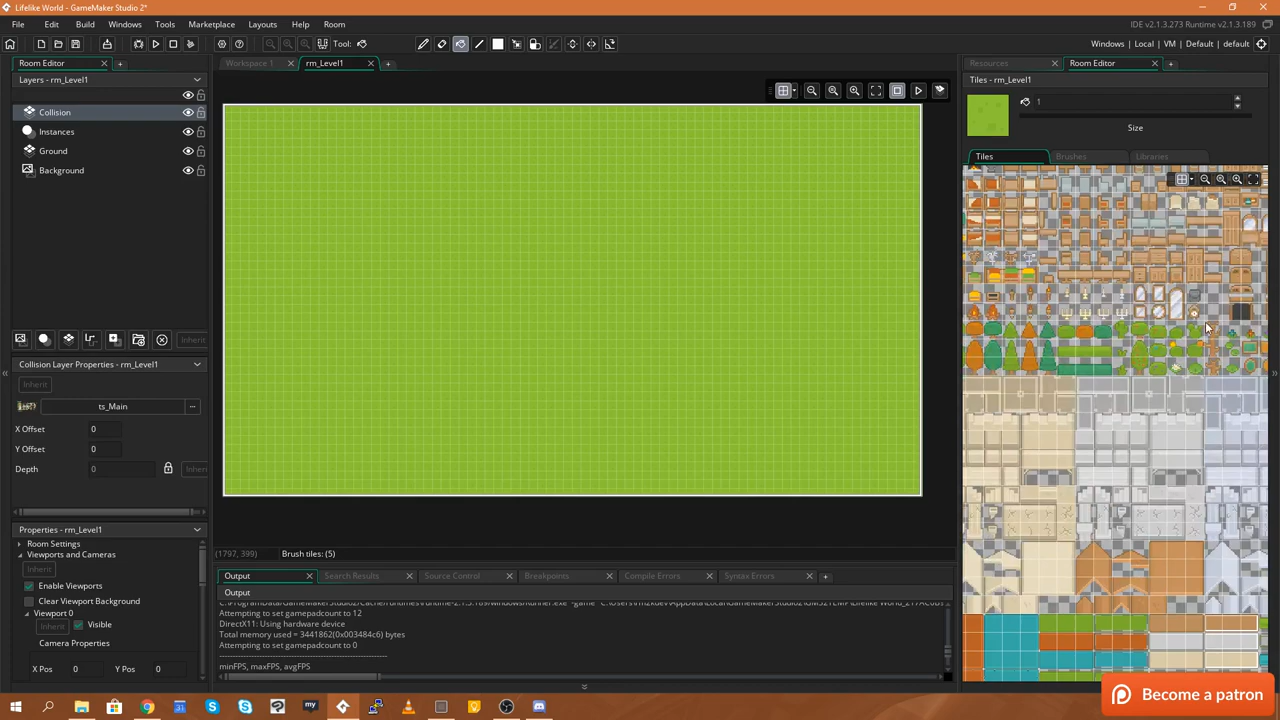 Lifelike World - GameMaker Studio 2*
File Edit Build Windows Tools Marketplace Layouts Help Room
IDE v2.1.3.273 Runtime v2.1.3.189
Tool:
Windows | Local | VM | Default | default
Room Editor
Workspace 1
rm_Level1
Resources
Room Editor
Layers - rm_Level1
Tiles - rm_Level1
Collision
Instances
Ground
Background
1
Size
Tiles
Brushes
Libraries
Inherit
Collision Layer Properties - rm_Level1
Inherit
ts_Main
X Offset 0
Y Offset 0
Depth 0
Inherit
Properties - rm_Level1
Room Settings
Viewports and Cameras
Inherit
Enable Viewports
Clear Viewport Background
Viewport 0
Inherit
Visible
Camera Properties
X Pos 0 Y Pos 0
(1797, 399) Brush tiles: (5)
Output
Search Results
Source Control
Breakpoints
Compile Errors
Syntax Errors
Output
Attempting to set gamepadcount to 12
DirectX11: Using hardware device
Total memory used = 3441862(0x003484c6) bytes
Attempting to set gamepadcount to 0
minFPS, maxFPS, avgFPS
my
Become a patron